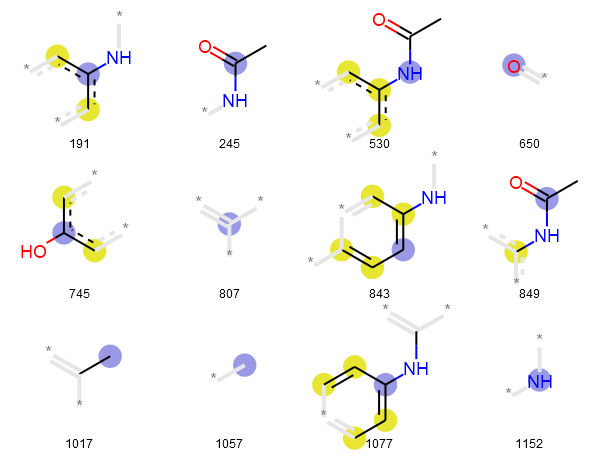 * * O * * O *
NH
* NH * NH * O *
191 245 530 650
* * * * * * O
HO * * NH * NH *
745 807 843 849
* * * * * NH * * NH *
1017 1057 1077 1152